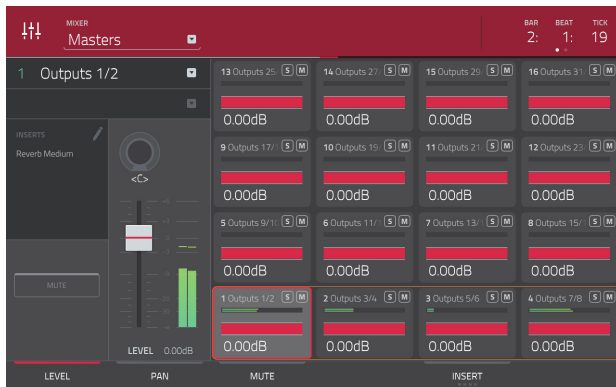 MIXER
Masters
BAR BEAT TICK
2: 1: 19
1 Outputs 1/2
INSERTS
Reverb Medium
<C>
MUTE
LEVEL 0.00dB
13 Outputs 25/ S M
0.00dB
14 Outputs 27/ S M
0.00dB
15 Outputs 29/ S M
0.00dB
16 Outputs 31/ S M
0.00dB
9 Outputs 17/1 S M
0.00dB
10 Outputs 19/ S M
0.00dB
11 Outputs 21/ S M
0.00dB
12 Outputs 23/ S M
0.00dB
5 Outputs 9/10 S M
0.00dB
6 Outputs 11/1 S M
0.00dB
7 Outputs 13/1 S M
0.00dB
8 Outputs 15/1 S M
0.00dB
1 Outputs 1/2 S M
0.00dB
2 Outputs 3/4 S M
0.00dB
3 Outputs 5/6 S M
0.00dB
4 Outputs 7/8 S M
0.00dB
LEVEL PAN MUTE INSERT